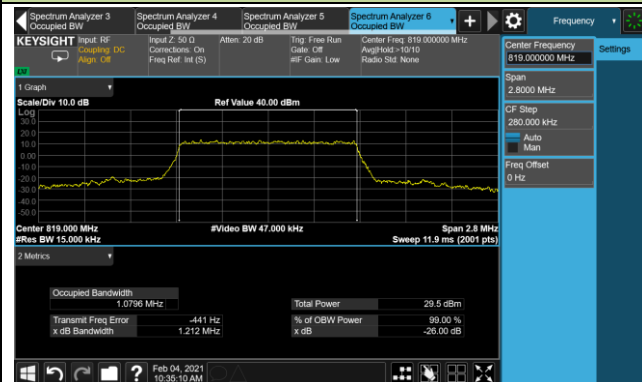 Spectrum Analyzer 3
Occupied BW
Spectrum Analyzer 4
Occupied BW
Spectrum Analyzer 5
Occupied BW
Spectrum Analyzer 6
Occupied BW
+
Frequency
KEYSIGHT
Input: RF
Coupling: DC
Align: Off
Input Z: 50 Ω
Corrections: On
Freq Ref: Int (S)
Atten: 20 dB
Trig: Free Run
Gate: Off
#IF Gain: Low
Center Freq: 819.000000 MHz
Avg|Hold:>10/10
Radio Std: None
Center Frequency
819.000000 MHz
Settings
Span
2.8000 MHz
CF Step
280.000 kHz
Auto
Man
Freq Offset
0 Hz
1 Graph
Scale/Div 10.0 dB
Ref Value 40.00 dBm
Log
30.0
20.0
10.0
0.00
-10.0
-20.0
-30.0
-40.0
-50.0
Center 819.000 MHz
#Video BW 47.000 kHz
Span 2.8 MHz
#Res BW 15.000 kHz
Sweep 11.9 ms (2001 pts)
2 Metrics
Occupied Bandwidth
1.0796 MHz
Total Power
29.5 dBm
Transmit Freq Error
-441 Hz
% of OBW Power
99.00 %
x dB Bandwidth
1.212 MHz
x dB
-26.00 dB
?
Feb 04, 2021
10:35:10 AM